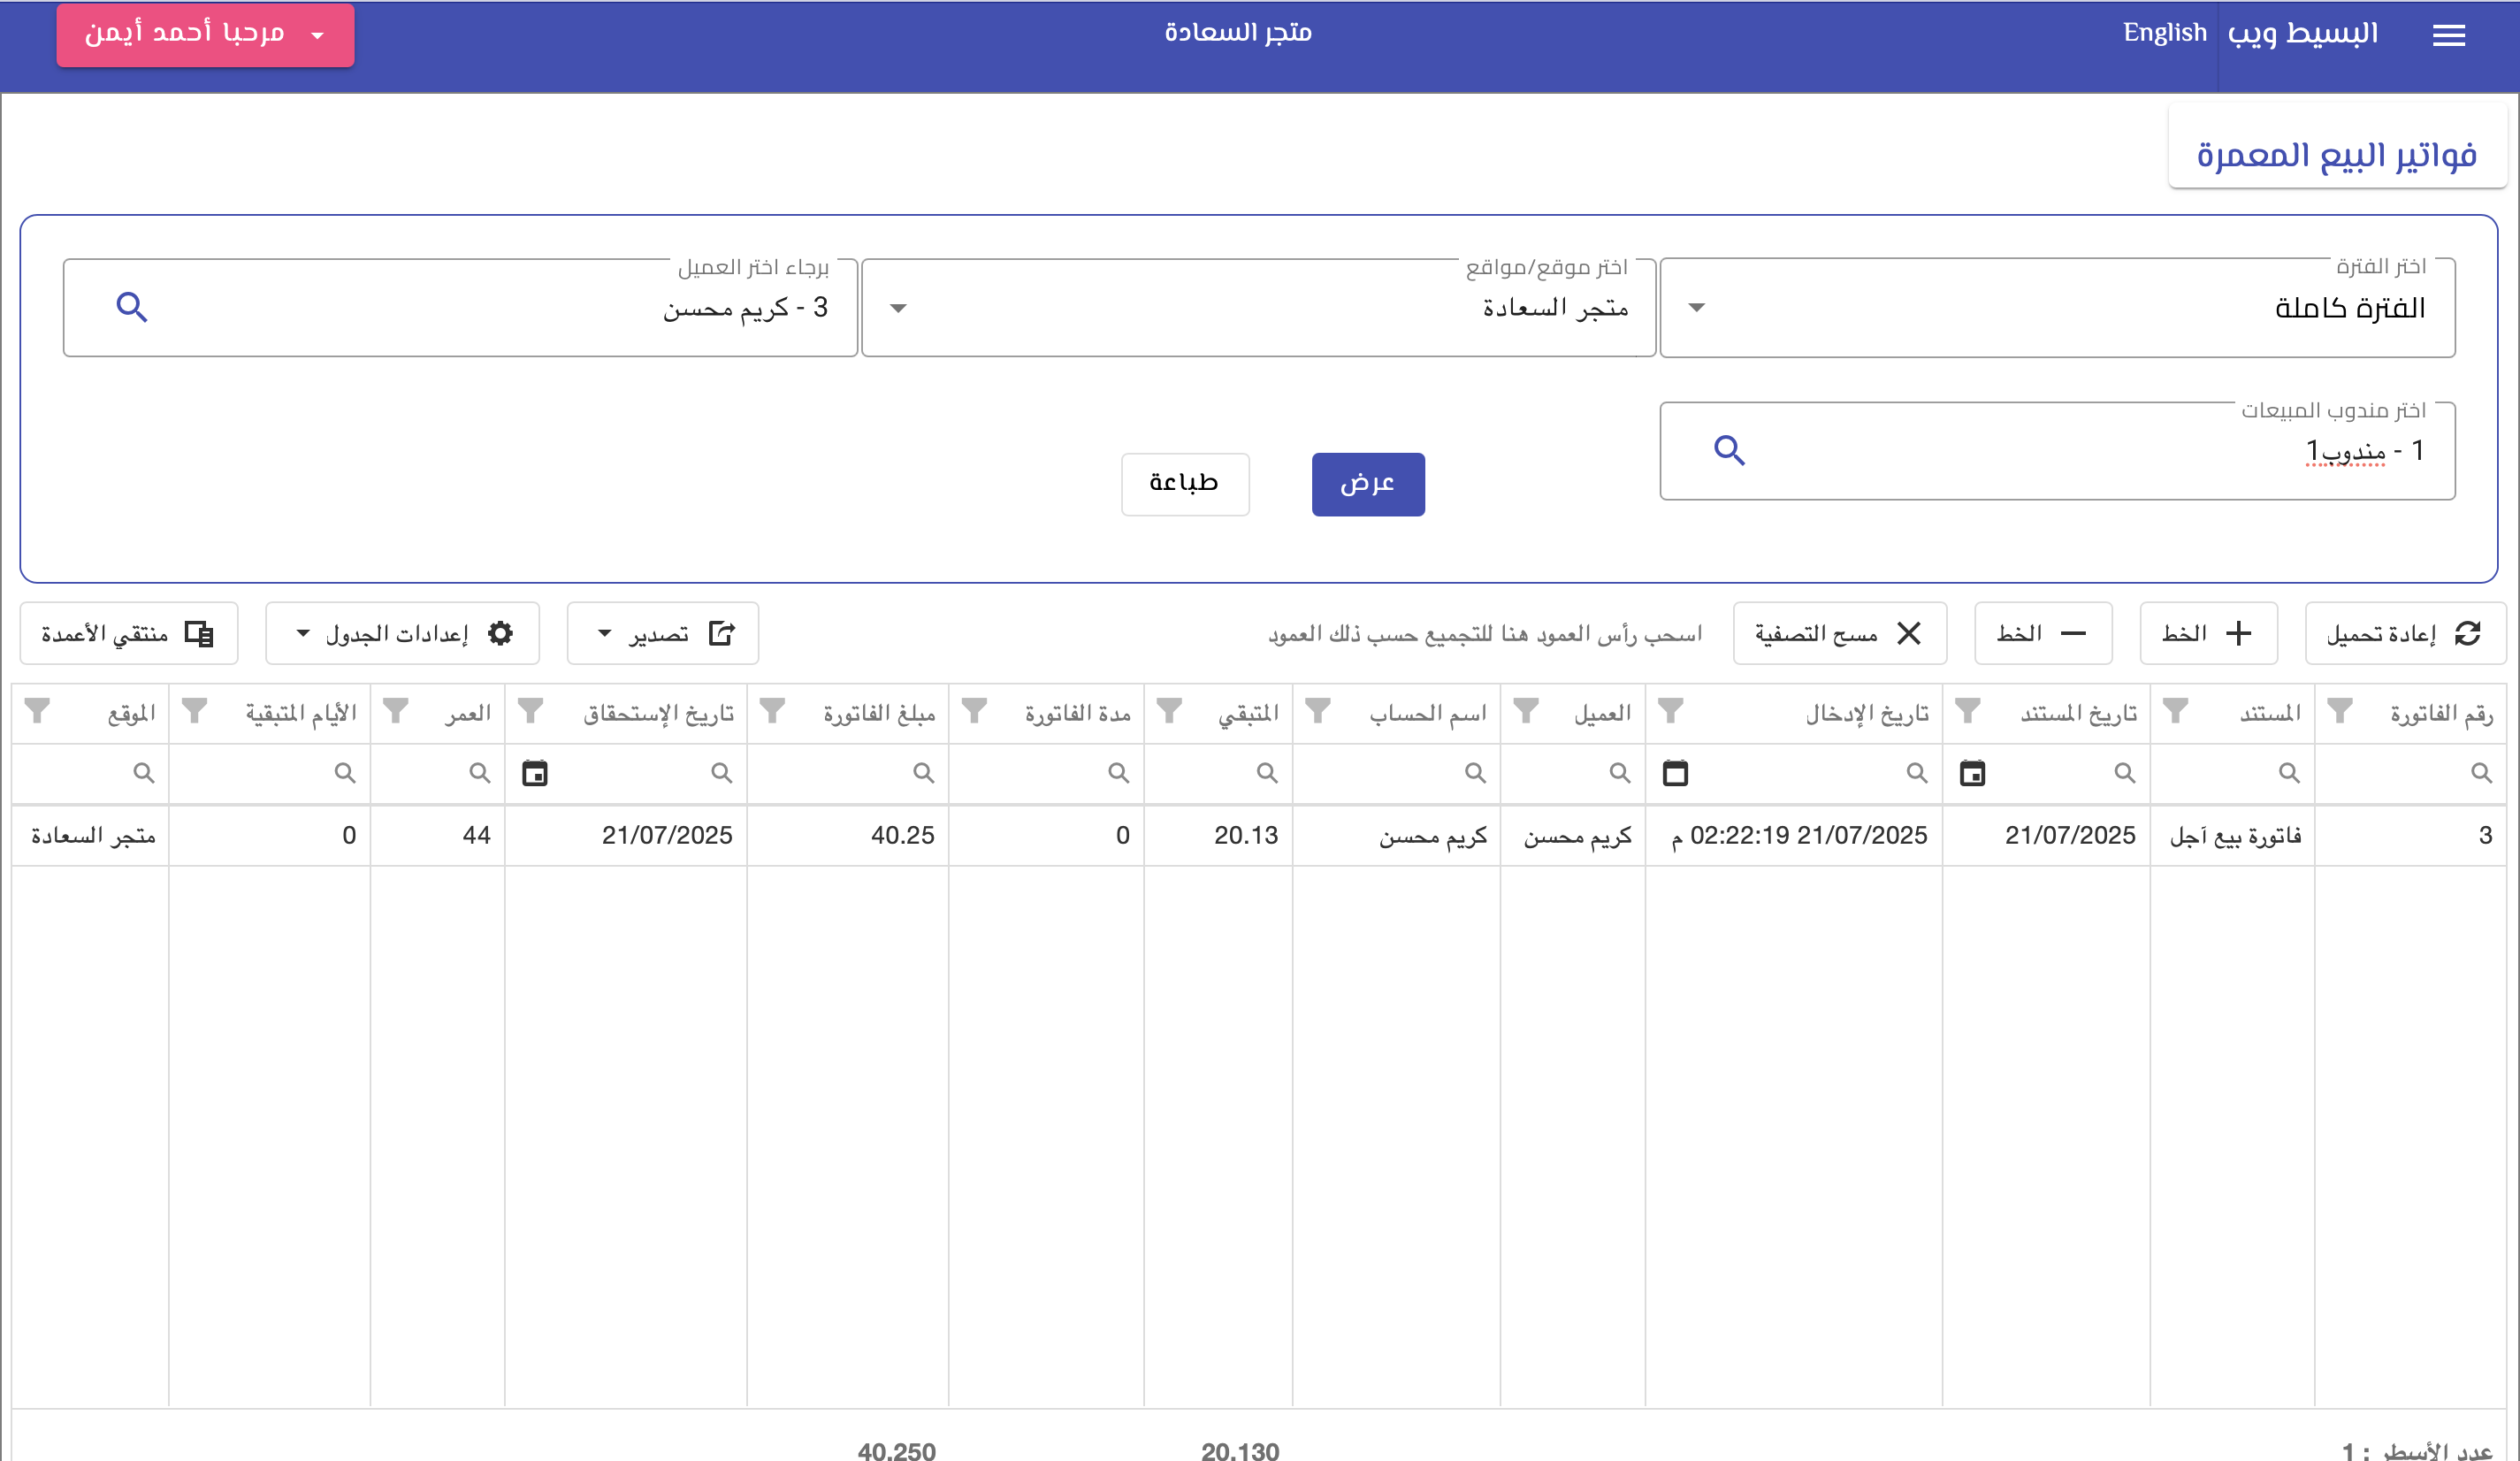 البسيط ويب English متجر السعادة مرحبا أحمد أيمن
فواتير البيع المعمرة
اختر الفترة اختر موقع/مواقع برجاء اختر العميل
الفترة كاملة متجر السعادة 3 - كريم محسن
اختر مندوب المبيعات
1 - مندوب1
عرض طباعة
إعادة تحميل الخط الخط مسح التصفية اسحب رأس العمود هنا للتجميع حسب ذلك العمود تصدير إعدادات الجدول منتقي الأعمدة
رقم الفاتورة المستند تاريخ المستند تاريخ الإدخال العميل اسم الحساب المتبقي مدة الفاتورة مبلغ الفاتورة تاريخ الإستحقاق العمر الأيام المتبقية الموقع
3 فاتورة بيع آجل 21/07/2025 21/07/2025 02:22:19 م كريم محسن كريم محسن 20.13 0 40.25 21/07/2025 44 0 متجر السعادة
عدد الأسطر : 1 20.130 40.250